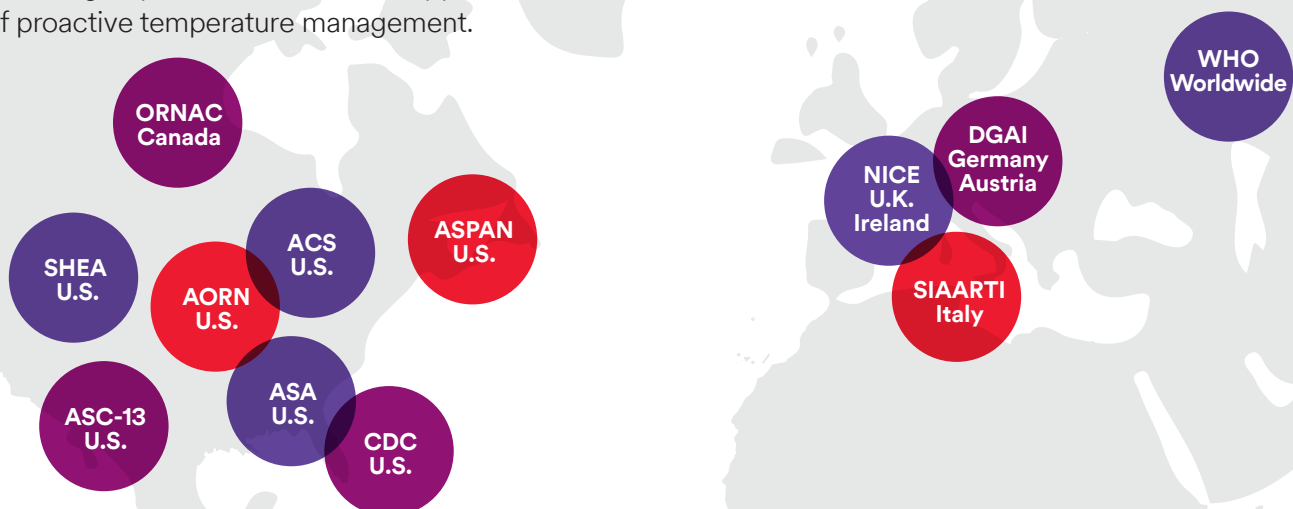 f proactive temperature management.
ORNAC
Canada
SHEA
U.S.
AORN
U.S.
ACS
U.S.
ASPAN
U.S.
ASC-13
U.S.
ASA
U.S.
CDC
U.S.
NICE
U.K.
Ireland
DGAI
Germany
Austria
SIAARTI
Italy
WHO
Worldwide